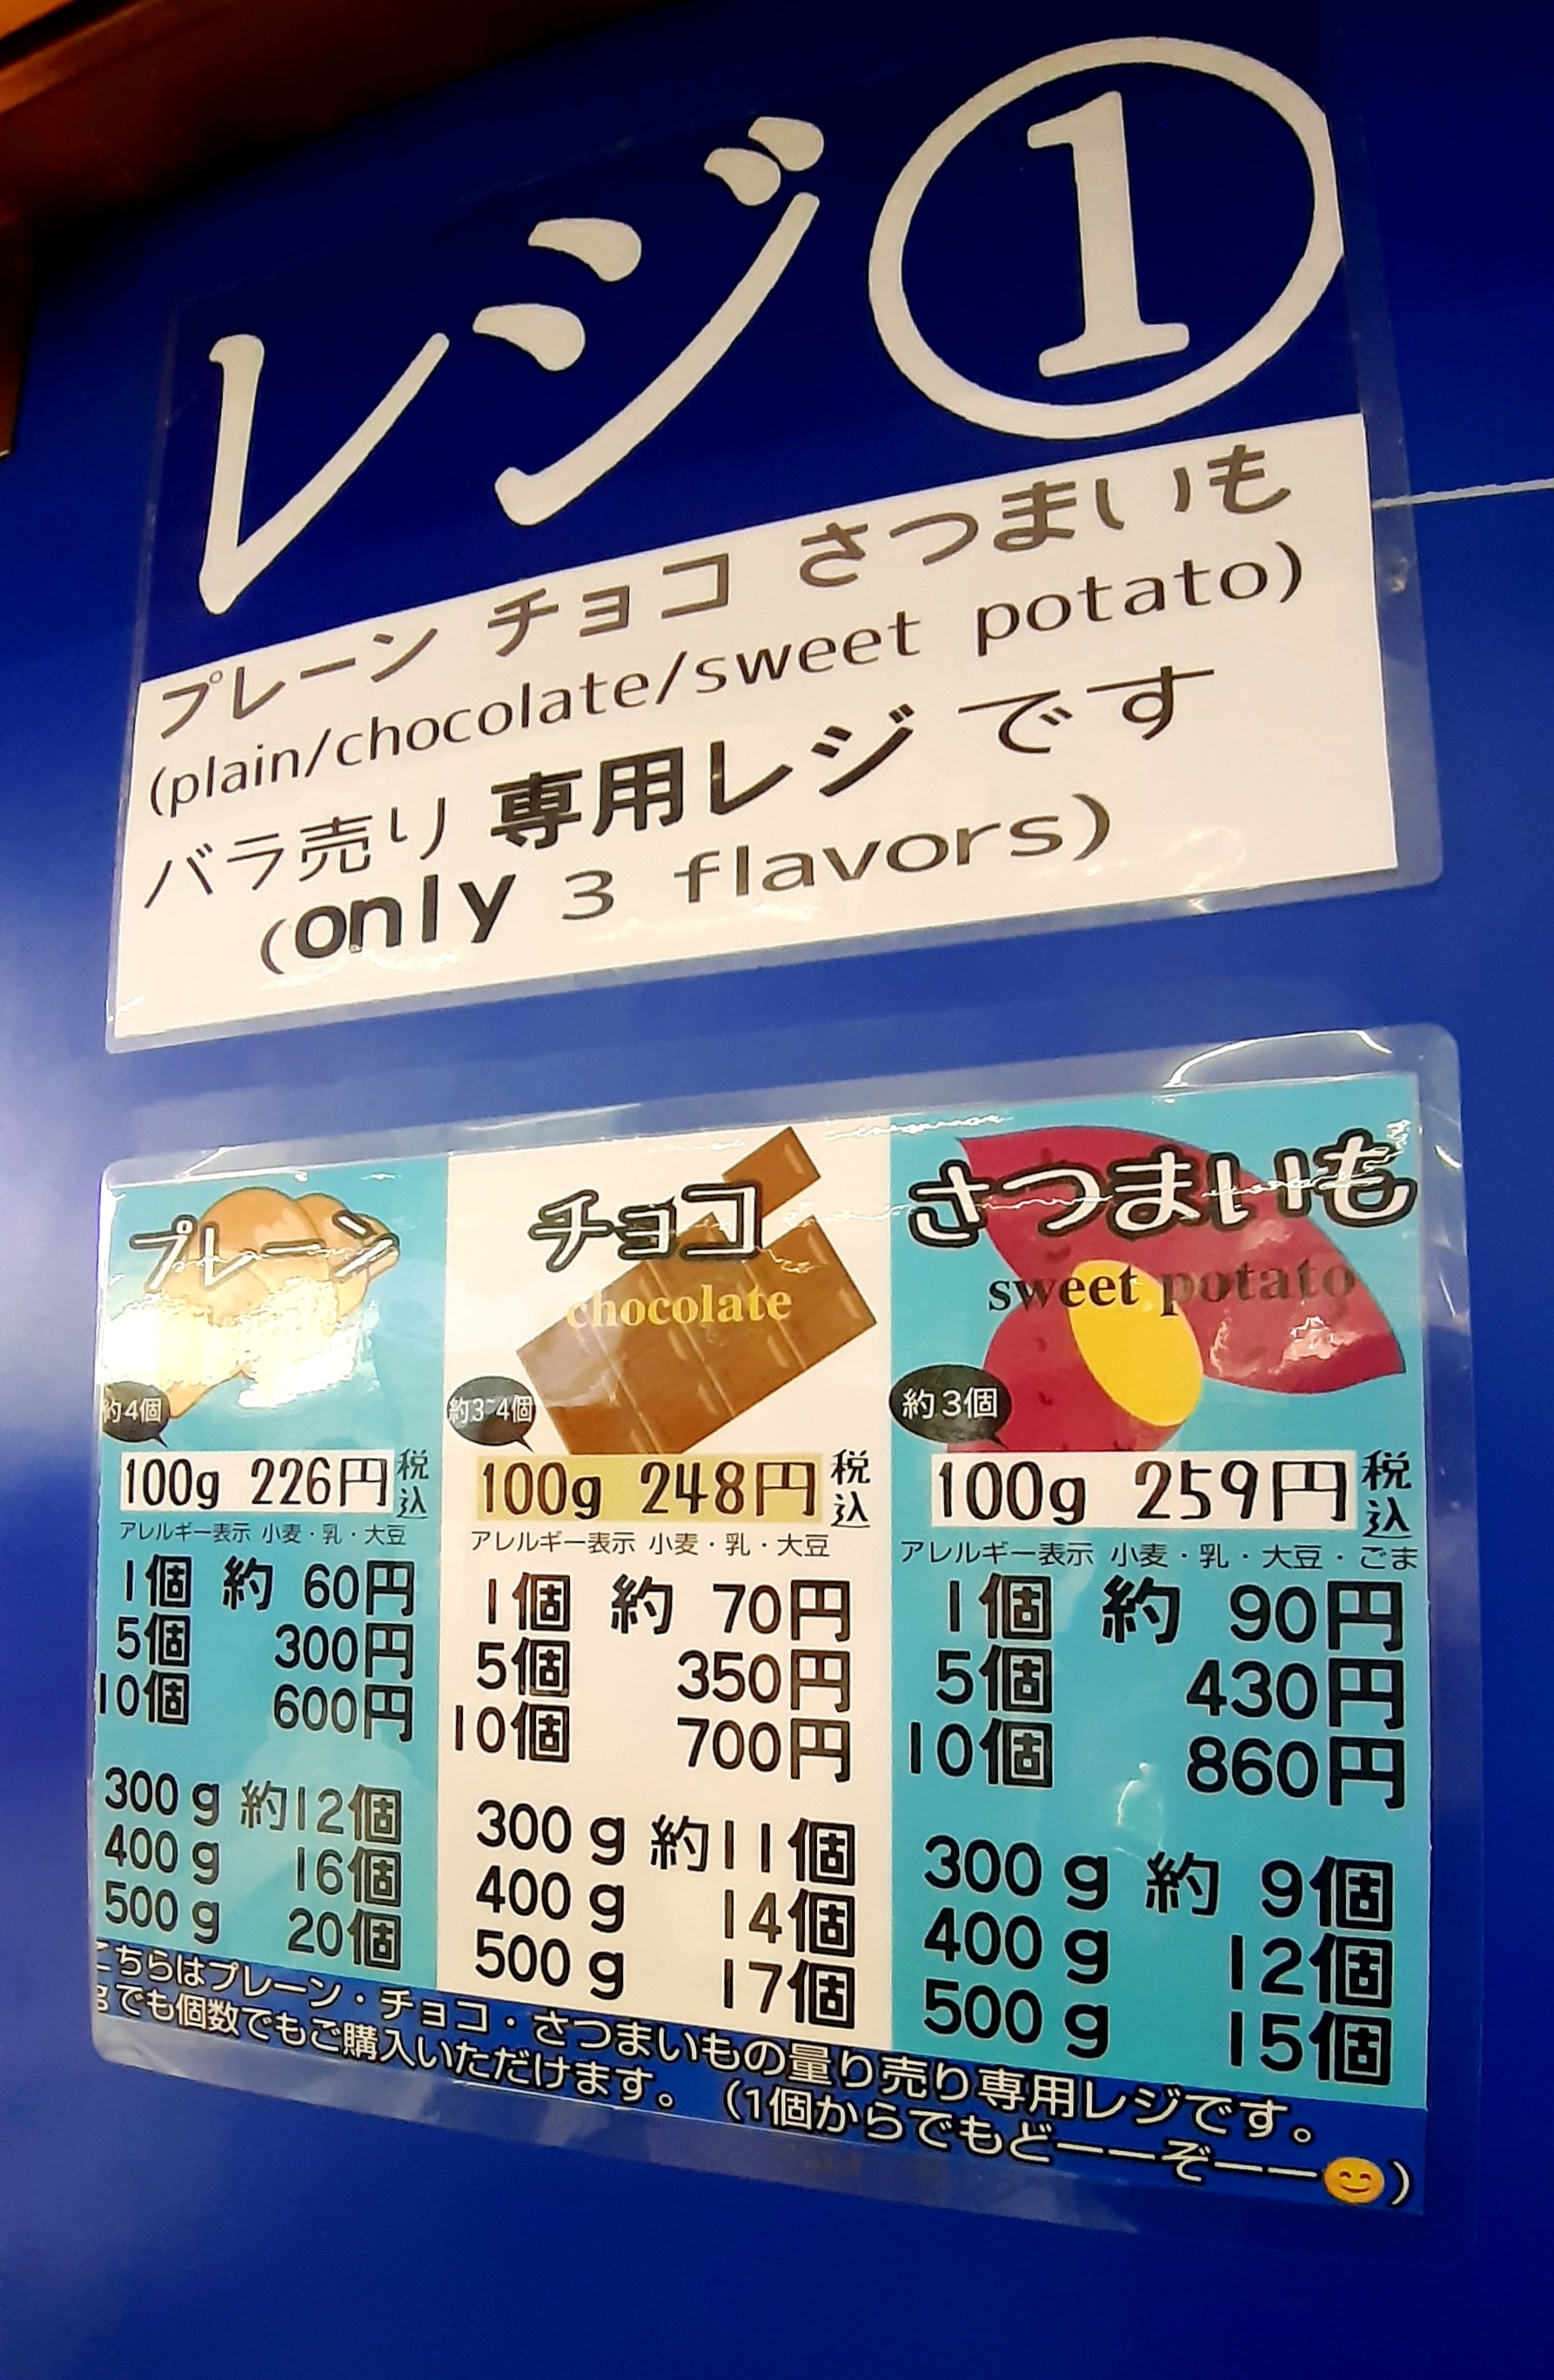 レジ①
プレーン チョコ さつまいも
(plain/chocolate/sweet potato)
バラ売り 専用レジ です
(only 3 flavors)
プレーン
約4個
100g 226円 税込
アレルギー表示 小麦・乳・大豆
1個 約 60円
5個 300円
10個 600円
300g 約12個
400g 16個
500g 20個
チョコ
chocolate
約3~4個
100g 248円 税込
アレルギー表示 小麦・乳・大豆
1個 約 70円
5個 350円
10個 700円
300g 約11個
400g 14個
500g 17個
さつまいも
sweet potato
約3個
100g 259円 税込
アレルギー表示 小麦・乳・大豆・ごま
1個 約 90円
5個 430円
10個 860円
300g 約 9個
400g 12個
500g 15個
こちらはプレーン・チョコ・さつまいもの量り売り専用レジです。
gでも個数でもご購入いただけます。(1個からでもどーーぞーー😊)